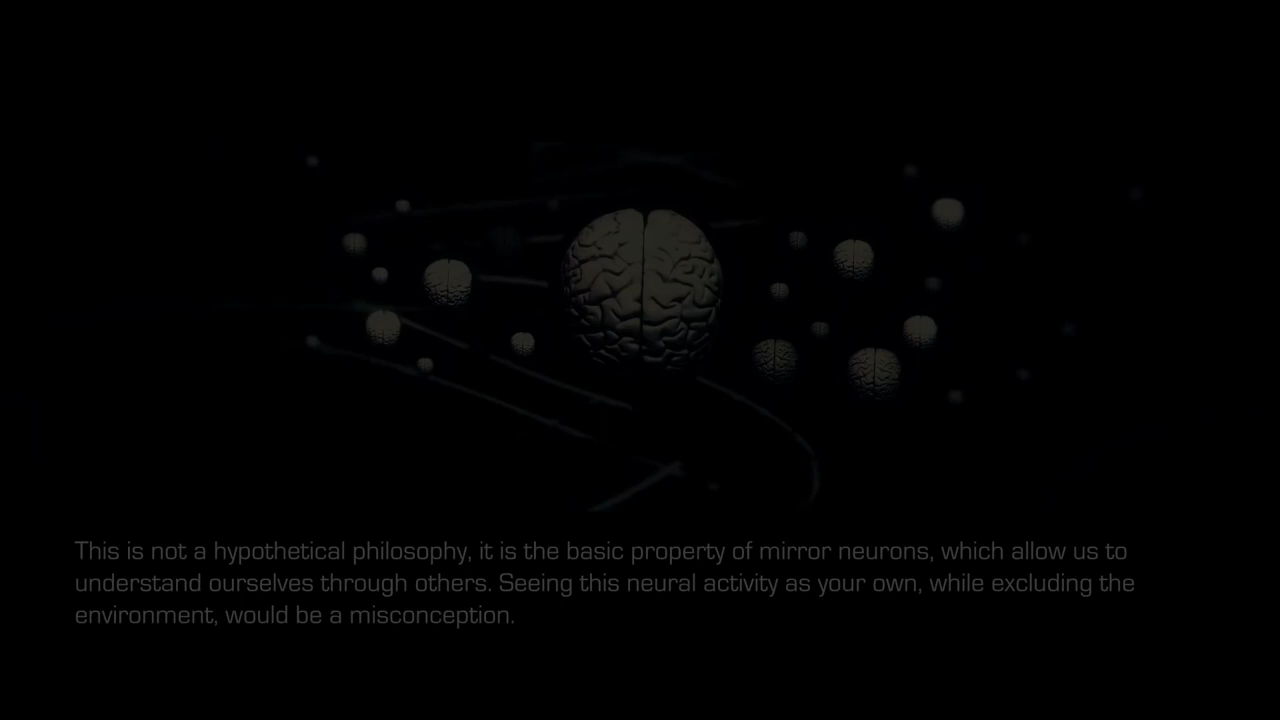 This is not a hypothetical philosophy, it is the basic property of mirror neurons, which allow us to
understand ourselves through others. Seeing this neural activity as your own, while excluding the
environment, would be a misconception.